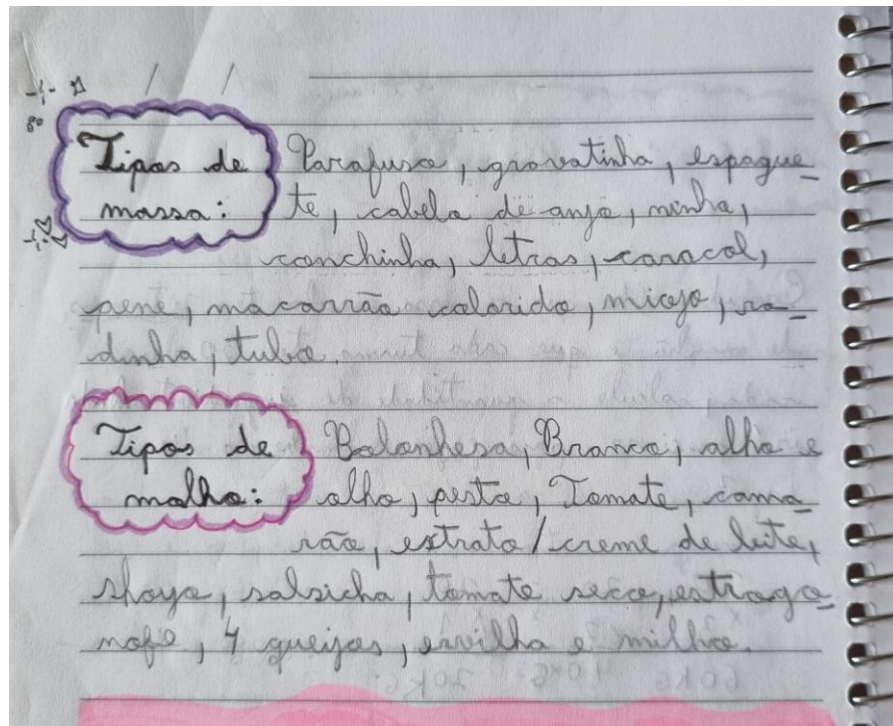 Tipos de massa: Parafuso, gravatinha, espague-
te, cabelo de anjo, ninho,
conchinha, letras, caracol,
pene, macarrão colorido, miojo, ro-
dinha, tubo.
Tipos de molho: Bolonhesa, Branco, alho e
olho, pesto, Tomate, cama-
rão, extrato/creme de leite,
shoyo, salsicha, tomate seco, estrogo-
nofe, 4 queijos, ervilha e milho.